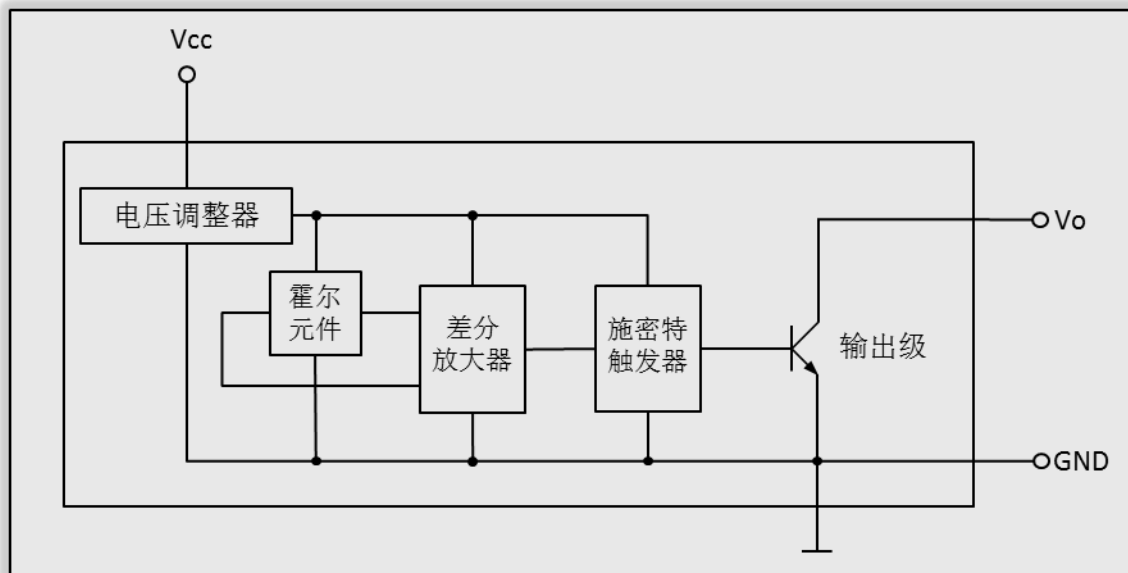 Vcc
电压调整器
Vo
霍尔
元件
差分
放大器
施密特
触发器
输出级
GND